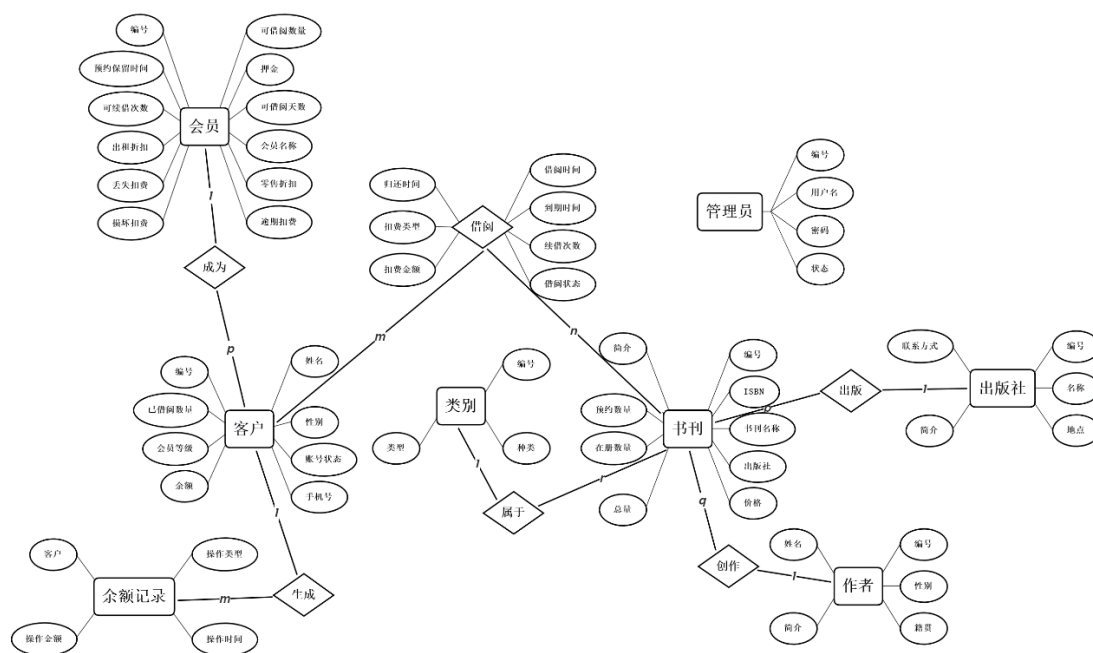 编号
可借阅数量
预约保留时间
押金
可续借次数
会员
可借阅天数
出租折扣
会员名称
丢失扣费
零售折扣
损坏扣费
逾期扣费
1
成为
p
归还时间
借阅时间
扣费类型
借阅
到期时间
扣费金额
续借次数
借阅状态
m
n
管理员
编号
用户名
密码
状态
编号
姓名
已借阅数量
客户
性别
会员等级
账号状态
余额
手机号
1
生成
m
客户
操作类型
余额记录
操作金额
操作时间
类别
编号
类型
种类
1
属于
r
简介
编号
ISBN
预约数量
书刊
书刊名称
在册数量
出版社
总量
价格
o
出版
1
联系方式
编号
出版社
名称
简介
地点
q
创作
1
姓名
编号
作者
性别
简介
籍贯